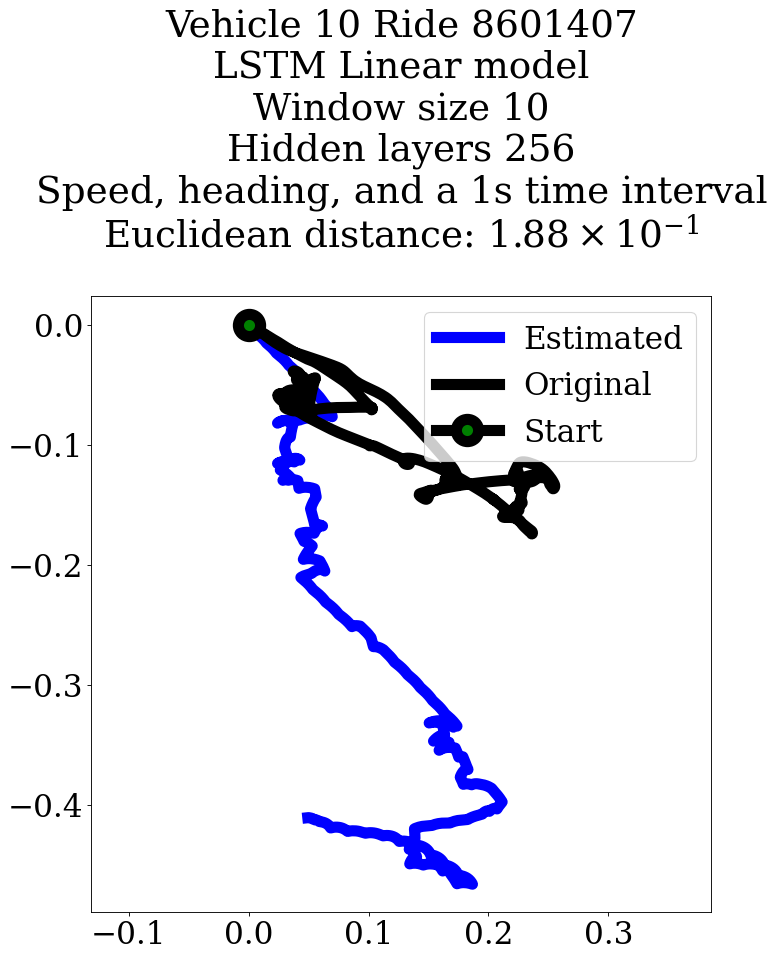 Vehicle 10 Ride 8601407
LSTM Linear model
Window size 10
Hidden layers 256
Speed, heading, and a 1s time interval
Euclidean distance: 1.88 × 10⁻¹
Estimated
Original
Start
0.0
−0.1
−0.2
−0.3
−0.4
−0.1 0.0 0.1 0.2 0.3